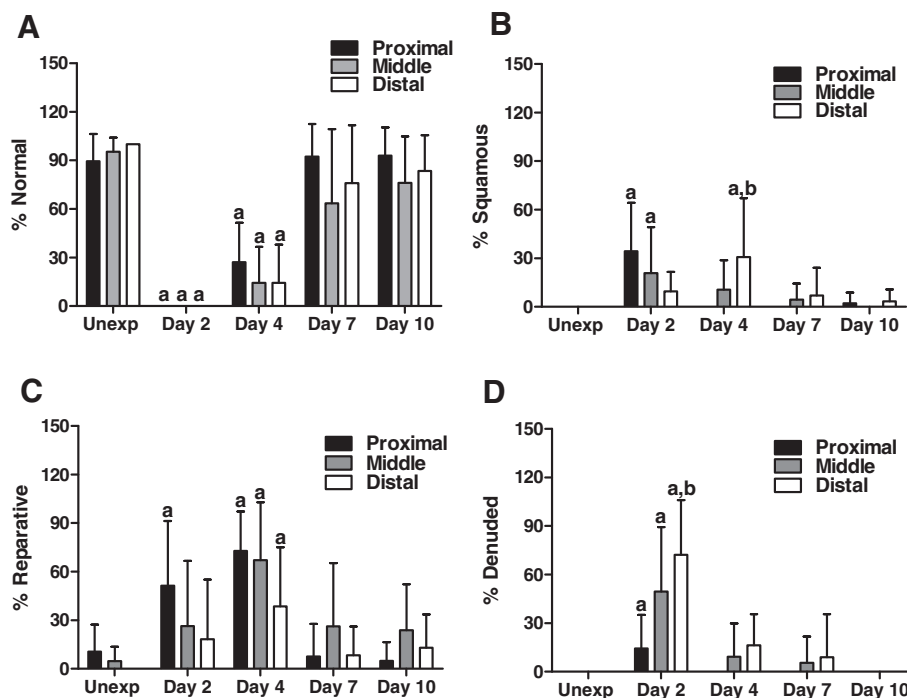 A
Proximal
Middle
Distal
% Normal
150
120
90
60
30
0
a a a
a a a
Unexp Day 2 Day 4 Day 7 Day 10
B
Proximal
Middle
Distal
% Squamous
150
120
90
60
30
0
a a
a,b
Unexp Day 2 Day 4 Day 7 Day 10
C
Proximal
Middle
Distal
% Reparative
150
120
90
60
30
0
a
a a a
Unexp Day 2 Day 4 Day 7 Day 10
D
Proximal
Middle
Distal
% Denuded
150
120
90
60
30
0
a a a,b
Unexp Day 2 Day 4 Day 7 Day 10